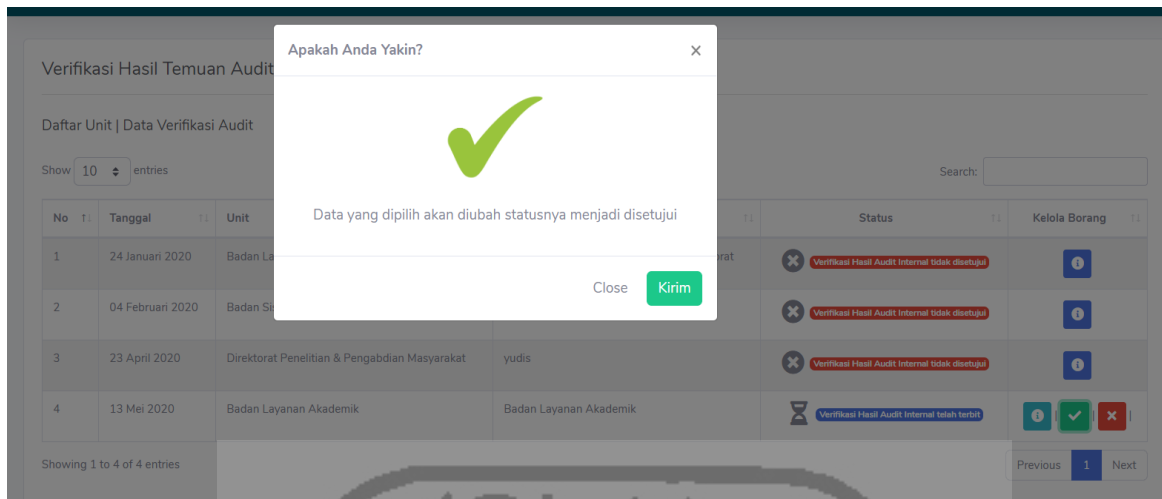 Apakah Anda Yakin? ×
Verifikasi Hasil Temuan Audit
Daftar Unit | Data Verifikasi Audit
Show 10 entries
Search:
Data yang dipilih akan diubah statusnya menjadi disetujui
Close Kirim
No Tanggal Unit Status Kelola Borang
1 24 Januari 2020 Badan Verifikasi Hasil Audit Internal tidak disetujui
2 04 Februari 2020 Badan Verifikasi Hasil Audit Internal tidak disetujui
3 23 April 2020 Direktorat Penelitian & Pengabdian Masyarakat yudis Verifikasi Hasil Audit Internal tidak disetujui
4 13 Mei 2020 Badan Layanan Akademik Badan Layanan Akademik Verifikasi Hasil Audit Internal telah terbit | | |
Showing 1 to 4 of 4 entries
Previous 1 Next